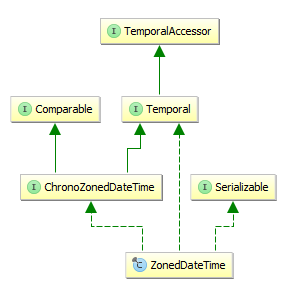 I TemporalAccessor
I Comparable
I Temporal
I ChronoZonedDateTime
I Serializable
C ZonedDateTime